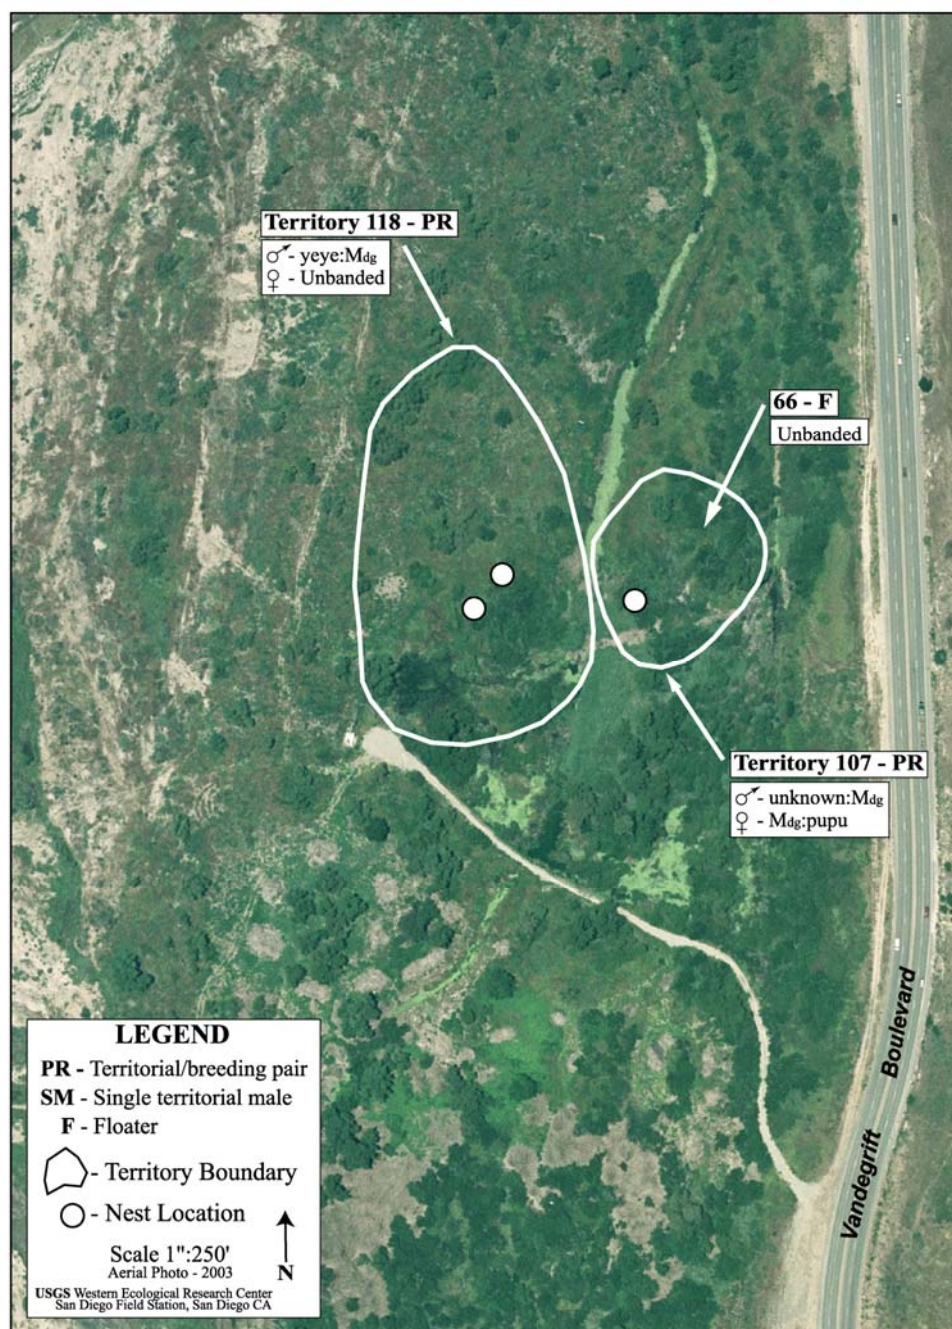 Territory 118 - PR
♂ - yeye:Mdg
♀ - Unbanded
66 - F
Unbanded
Territory 107 - PR
♂ - unknown:Mdg
♀ - Mdg:pupu
Vandegrift Boulevard
LEGEND
PR - Territorial/breeding pair
SM - Single territorial male
F - Floater
- Territory Boundary
- Nest Location
Scale 1":250'
Aerial Photo - 2003
N
USGS Western Ecological Research Center
San Diego Field Station, San Diego CA